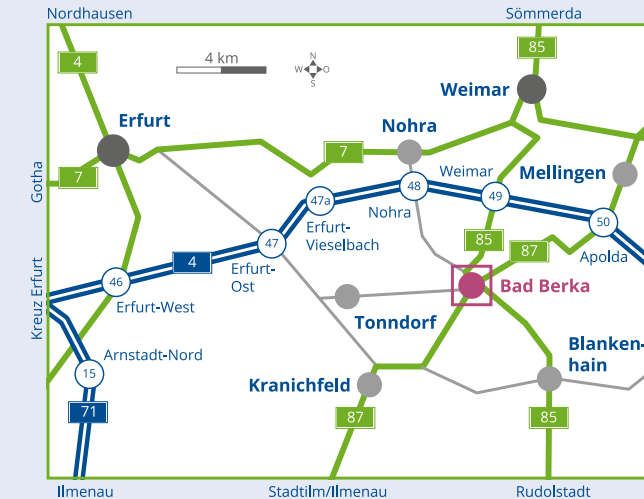 Nordhausen
Sömmerda
4
4 km
N
W
O
S
85
Weimar
Erfurt
Nohra
7
7
Gotha
Weimar
Mellingen
48
49
47a
Nohra
50
Erfurt-
Vieselbach
85
87
47
4
Erfurt-
Ost
Apolda
Kreuz Erfurt
46
Erfurt-West
Bad Berka
Tonndorf
Arnstadt-Nord
15
Blanken-
hain
Kranichfeld
71
87
85
Ilmenau
Stadtilm/Ilmenau
Rudolstadt